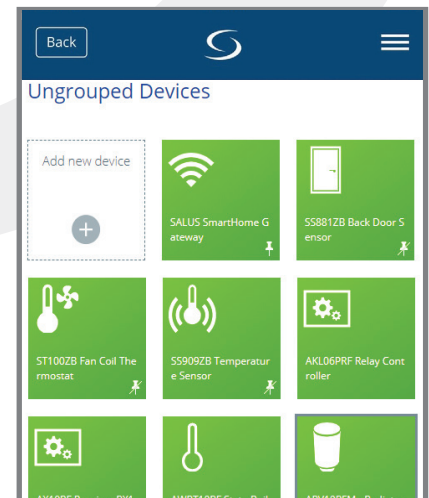 Back
Ungrouped Devices
Add new device
SALUS SmartHome G
ateway
SS881ZB Back Door S
ensor
ST100ZB Fan Coil The
rmostat
SS909ZB Temperatur
e Sensor
AKL06PRF Relay Cont
roller